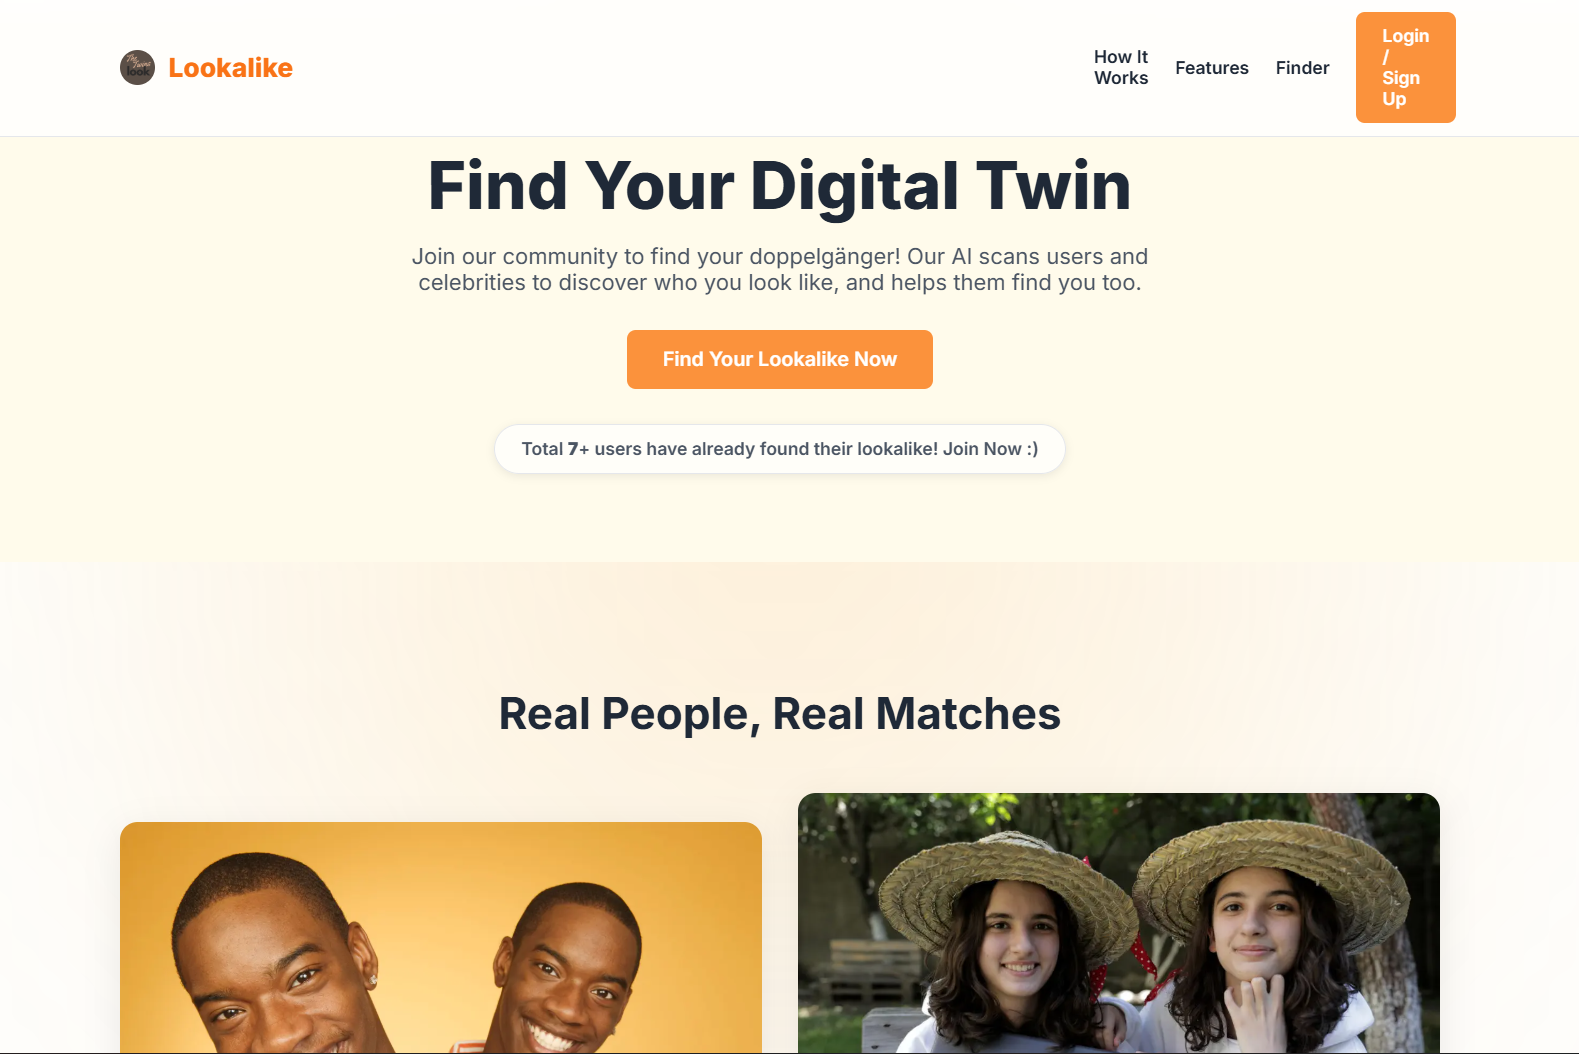 The
Twins
look
Lookalike
How It
Works
Features
Finder
Login
/
Sign
Up
Find Your Digital Twin
Join our community to find your doppelgänger! Our AI scans users and
celebrities to discover who you look like, and helps them find you too.
Find Your Lookalike Now
Total 7+ users have already found their lookalike! Join Now :)
Real People, Real Matches